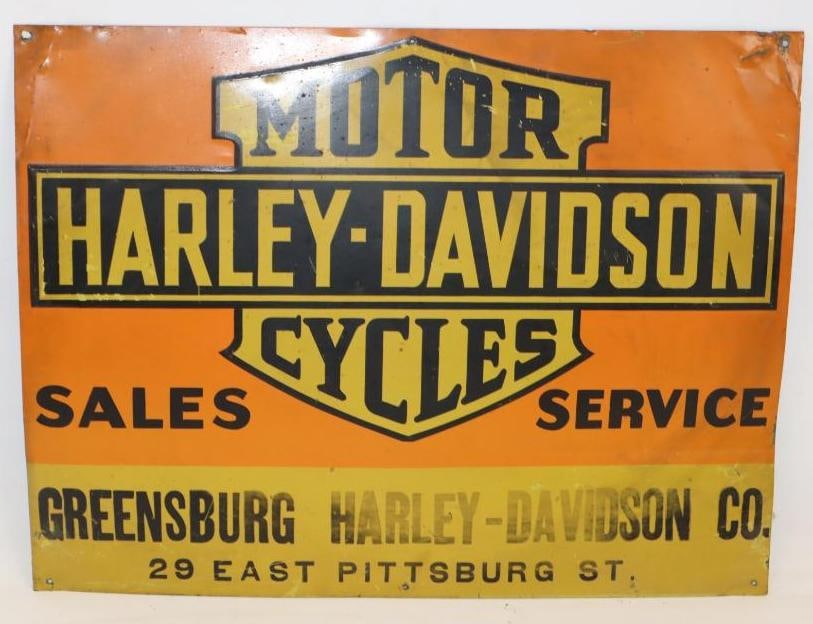 MOTOR
HARLEY-DAVIDSON
CYCLES
SALES SERVICE
GREENSBURG HARLEY-DAVIDSON CO.
29 EAST PITTSBURG ST.